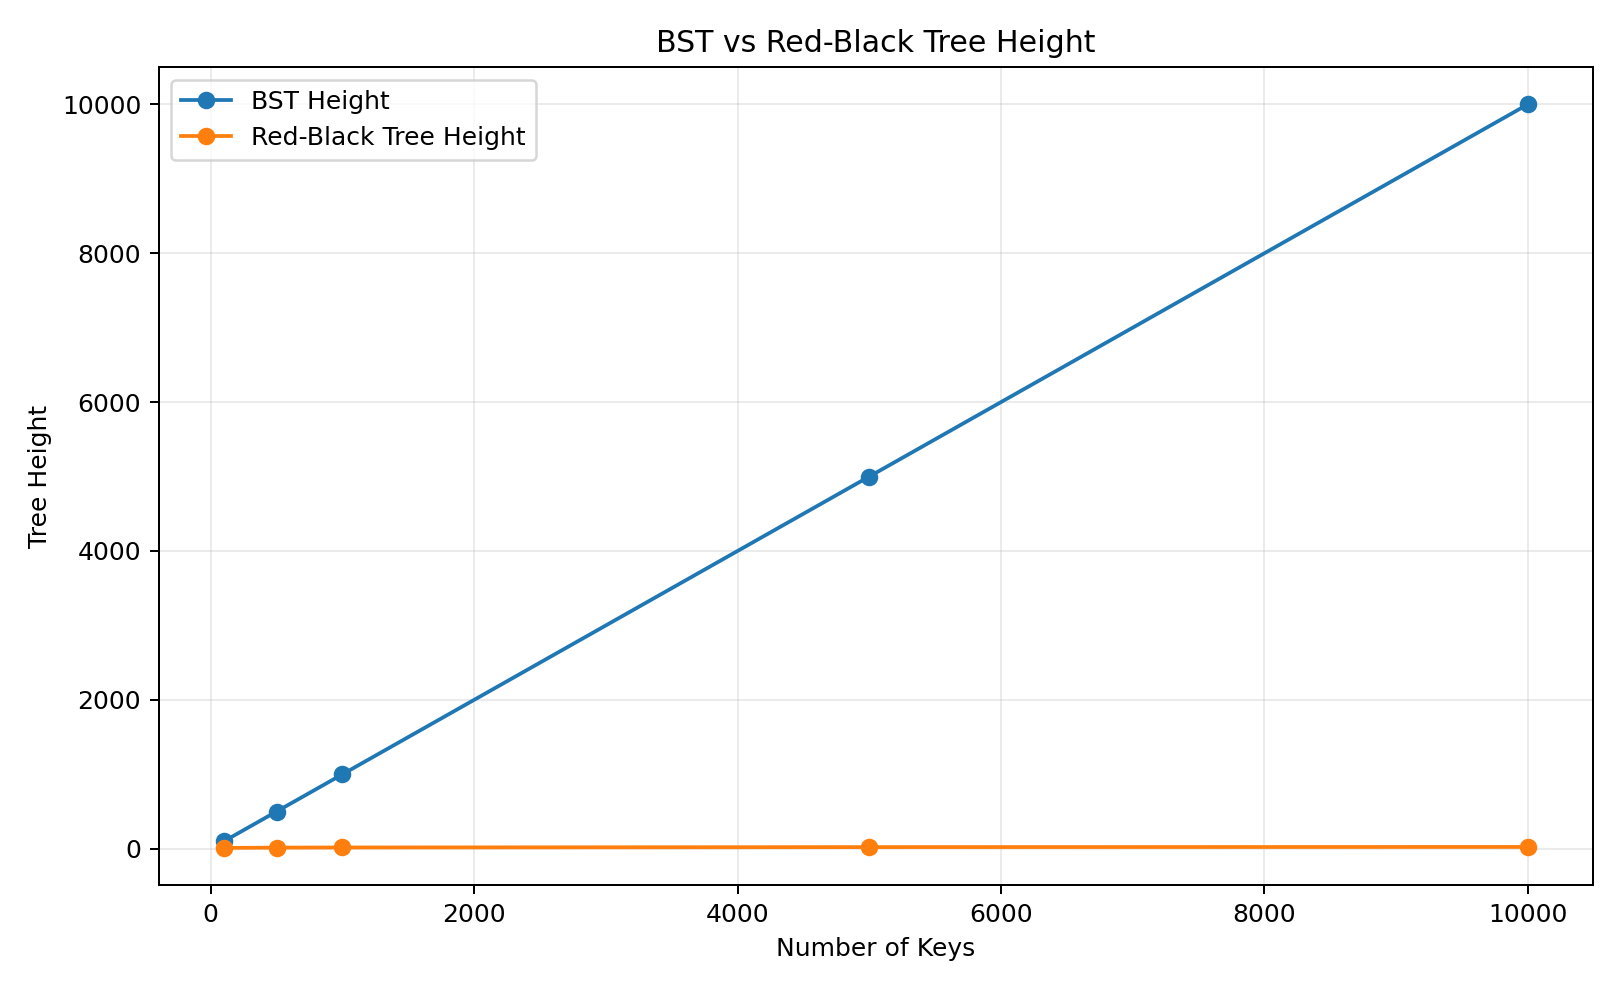 BST vs Red-Black Tree Height
BST Height
Red-Black Tree Height
10000
8000
6000
4000
2000
0
Tree Height
0 2000 4000 6000 8000 10000
Number of Keys